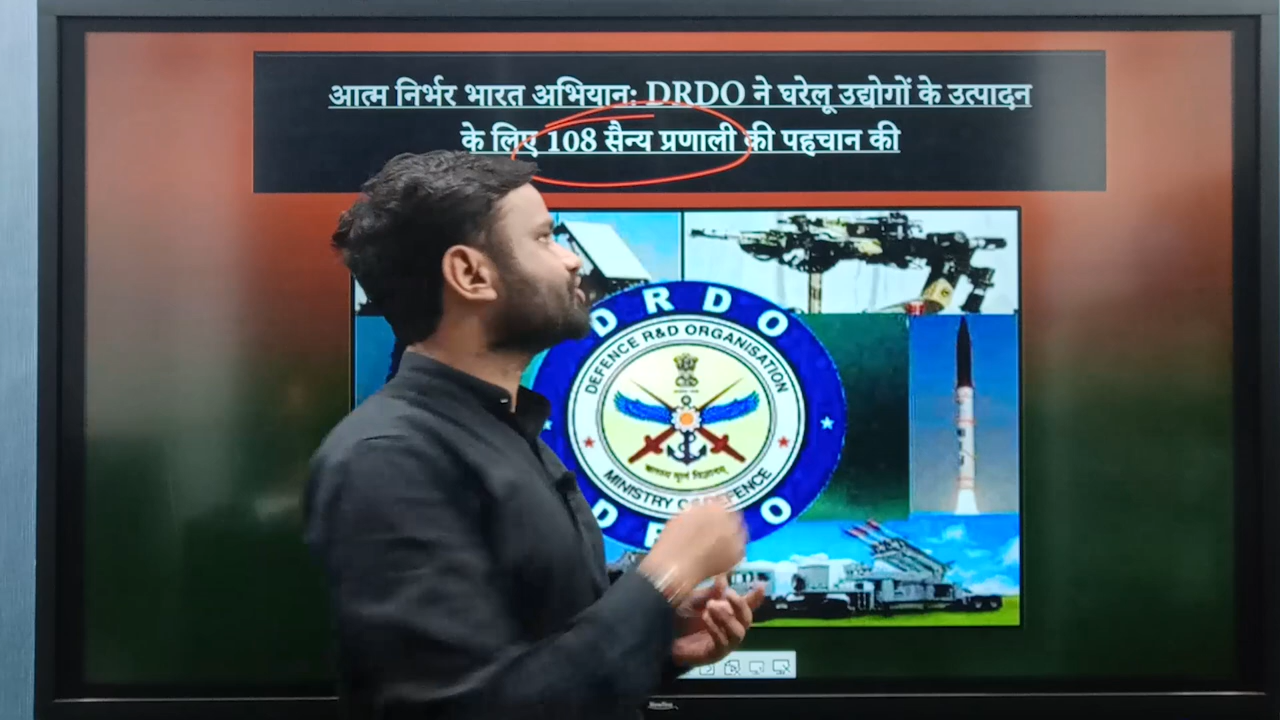 आत्म निर्भर भारत अभियान: DRDO ने घरेलू उद्योगों के उत्पादन
के लिए 108 सैन्य प्रणाली की पहचान की
DRDO
DEFENCE R&D ORGANISATION
MINISTRY OF DEFENCE